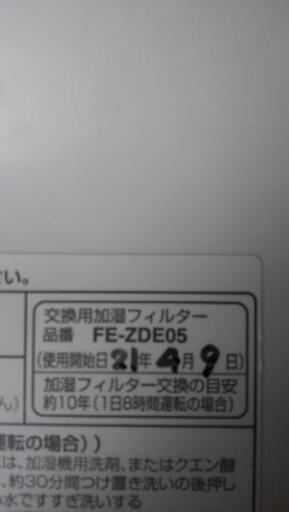 さい。
交換用加湿フィルター
品番 FE-ZDE05
(使用開始日21年4月9日)
加湿フィルター交換の目安
約10年(1日8時間運転の場合)
ん)
運転の場合))
は、加湿機用洗剤、またはクエン酸
、約30分間つけ置き洗いの後押し
水ですすぎ洗いする